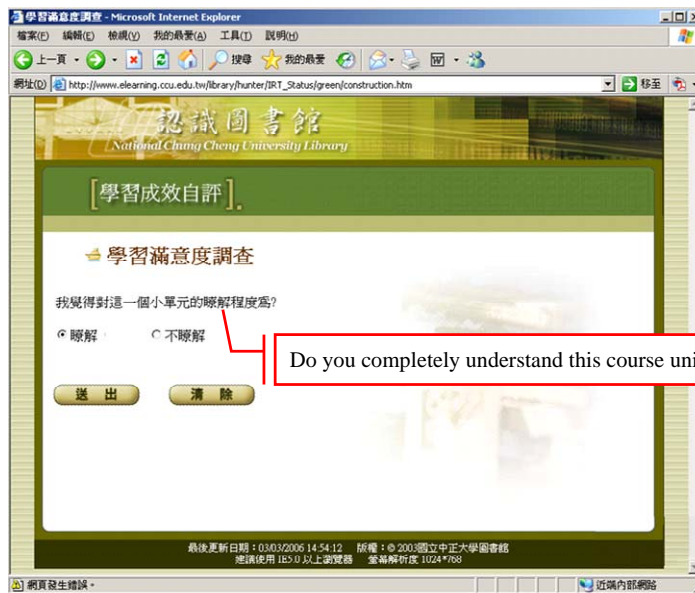 學習滿意度調查 - Microsoft Internet Explorer
檔案(F) 編輯(E) 檢視(V) 我的最愛(A) 工具(T) 說明(H)
上一頁 搜尋 我的最愛
網址(D) http://www.elearning.ccu.edu.tw/library/hunter/IRT_Status/green/construction.htm 移至
認識圖書館
National Chung Cheng University Library
[學習成效自評].
學習滿意度調查
我覺得對這一個小單元的瞭解程度為?
瞭解 不瞭解
Do you completely understand this course uni
送 出 清 除
最後更新日期：03/03/2006 14:54:12 版權：© 2003國立中正大學圖書館
建議使用 IE5.0 以上瀏覽器 螢幕解析度 1024*768
網頁發生錯誤。 近端內部網路